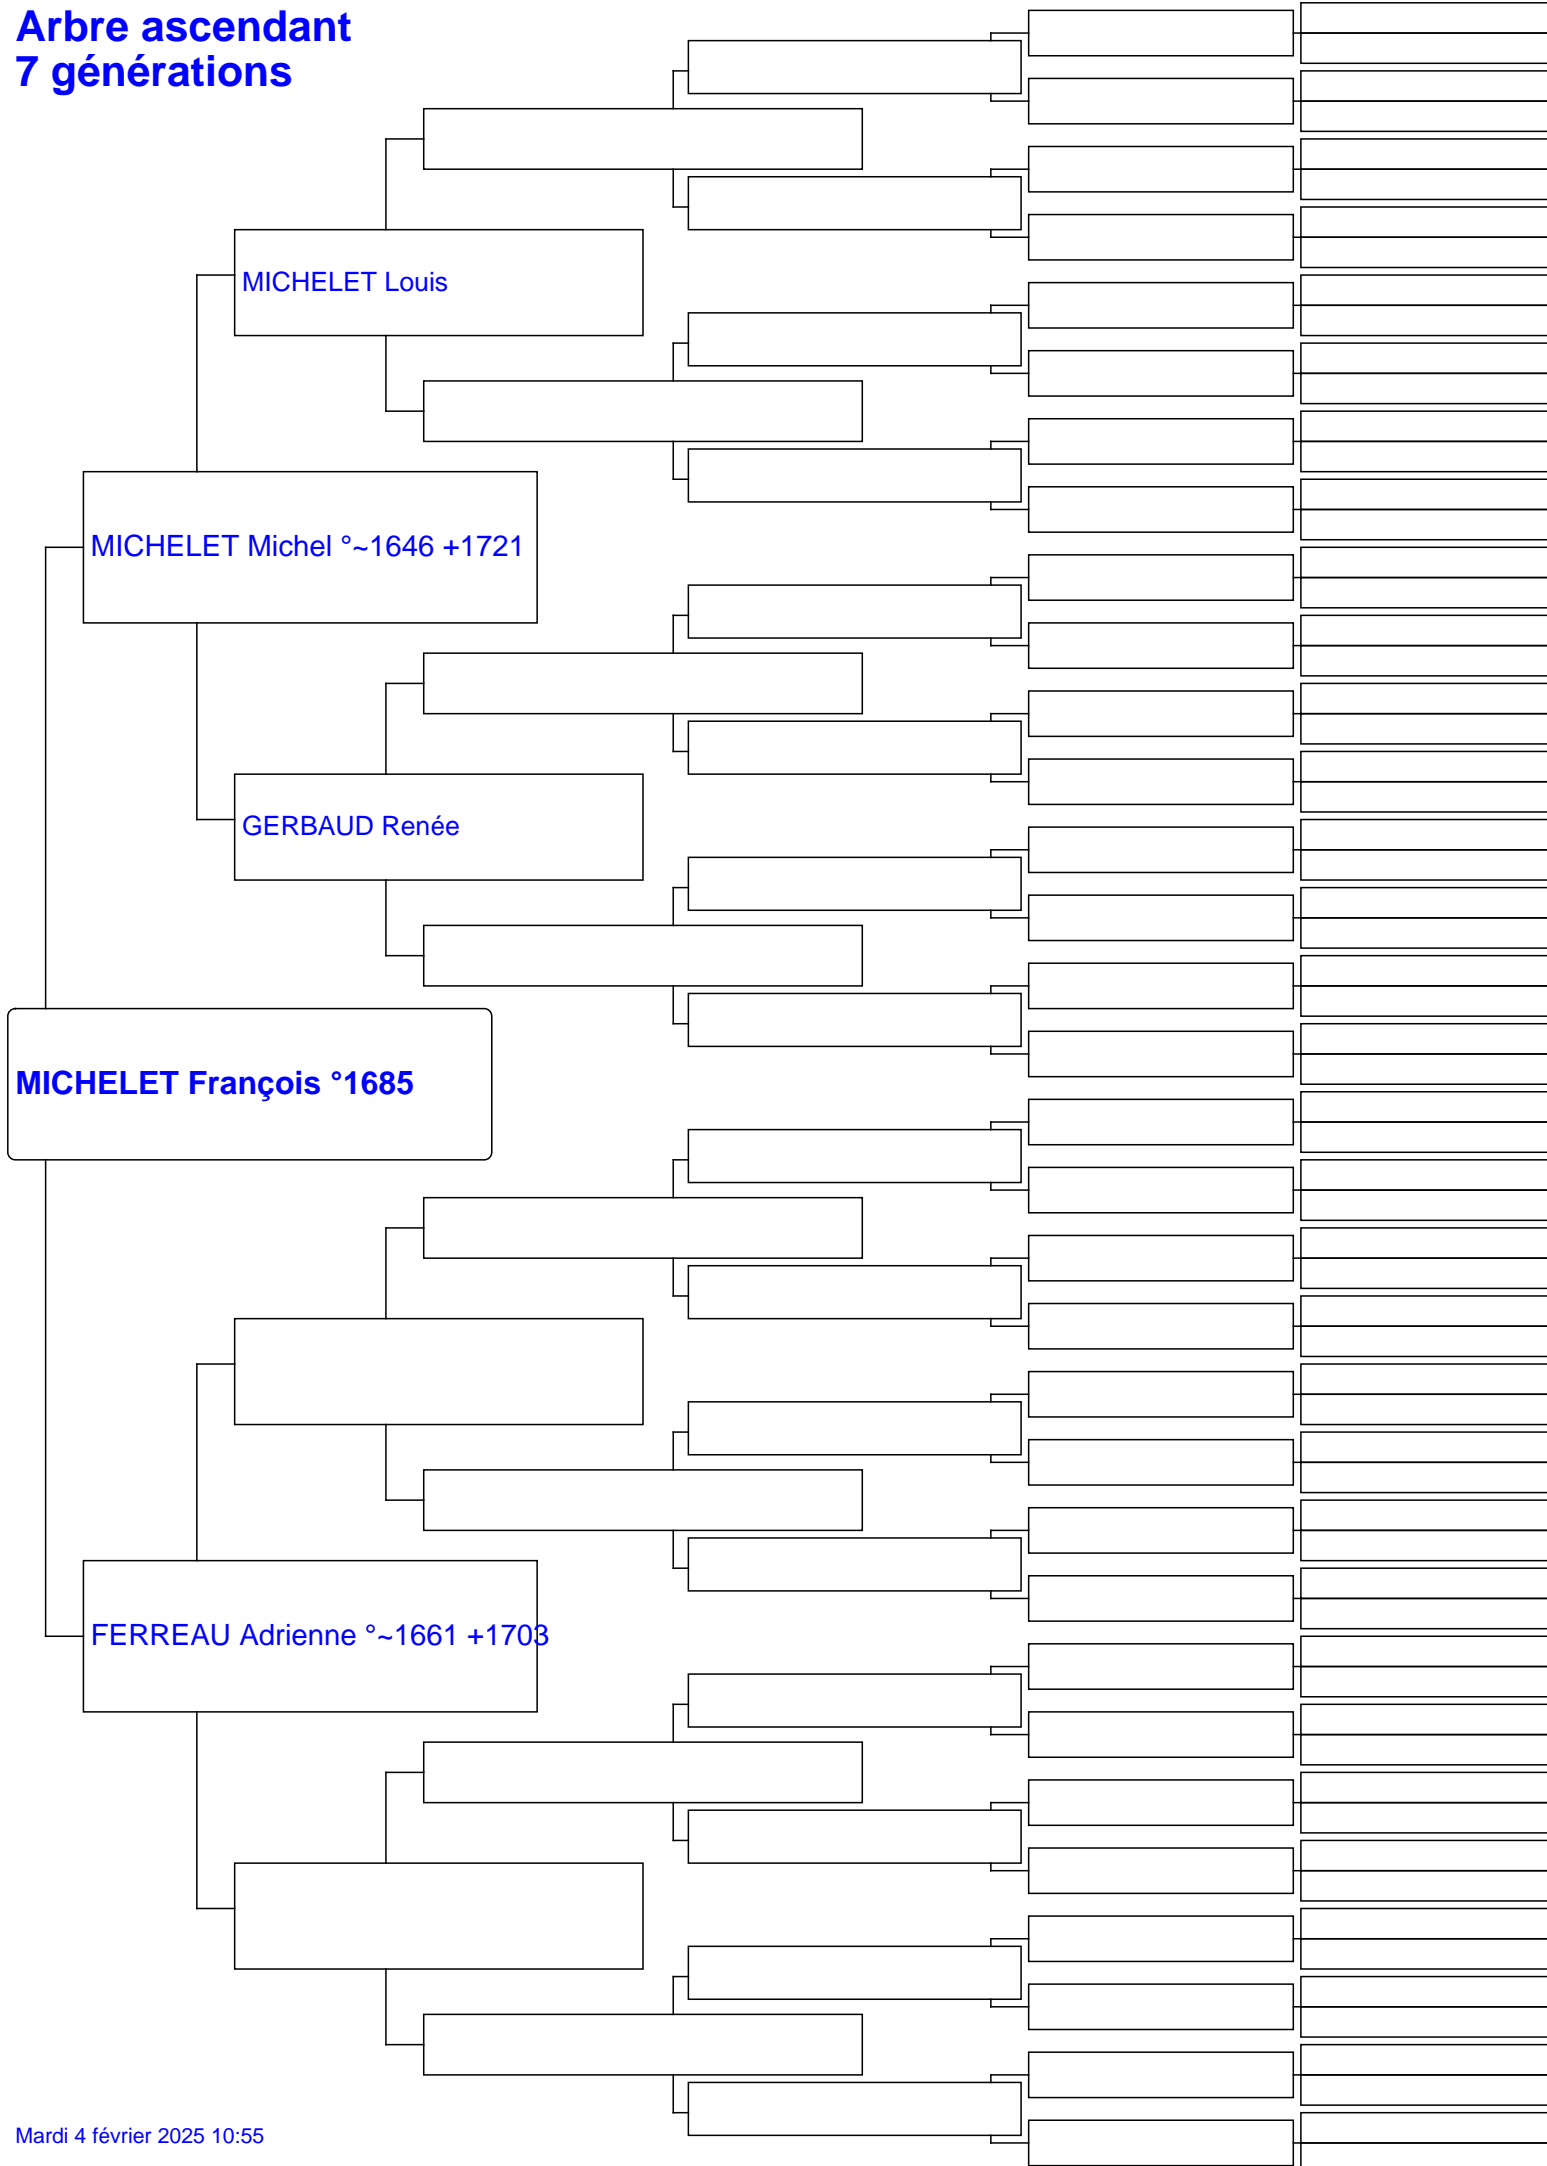 Arbre ascendant
7 générations
MICHELET Louis
MICHELET Michel °~1646 +1721
GERBAUD Renée
MICHELET François °1685
FERREAU Adrienne °~1661 +1703
Mardi 4 février 2025 10:55